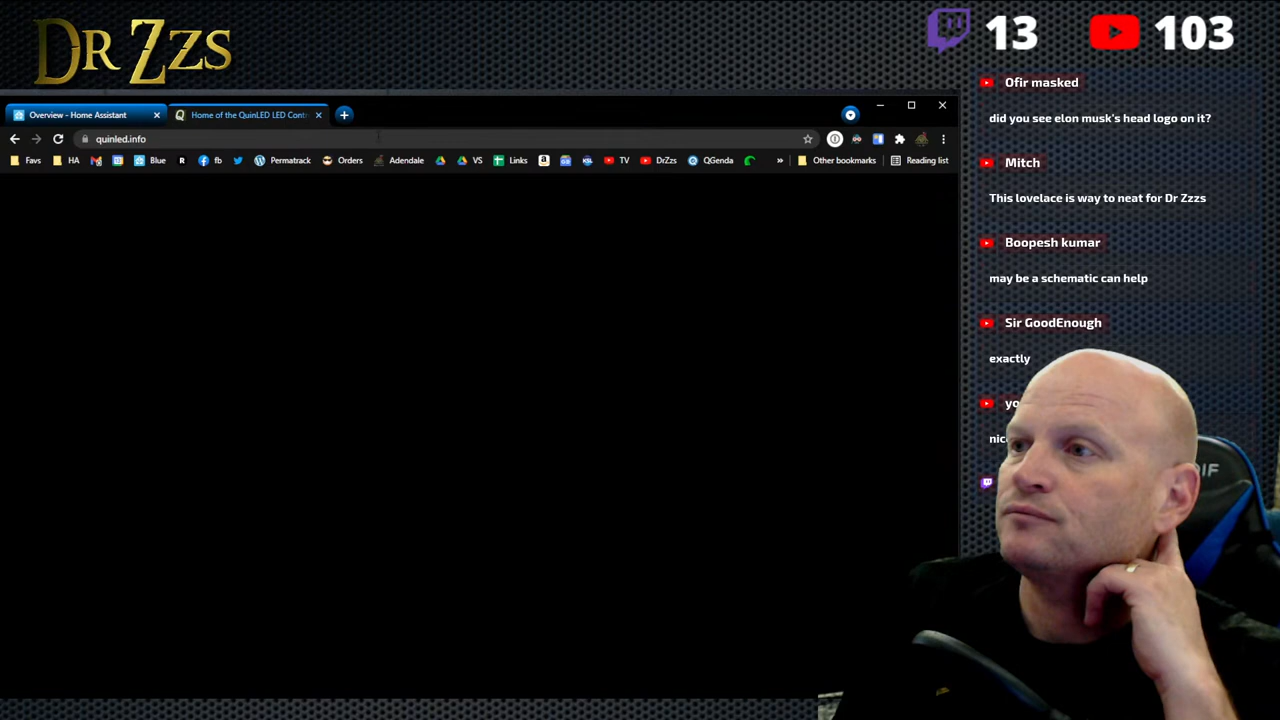 DR ZZS
13
103
Overview - Home Assistant
Home of the QuinLED LED Contr
quinled.info
Favs
HA
Blue
R
fb
Permatrack
Orders
Adendale
VS
Links
KSL
TV
DrZzs
QGenda
»
Other bookmarks
Reading list
Ofir masked
did you see elon musk's head logo on it?
Mitch
This lovelace is way to neat for Dr Zzzs
Boopesh kumar
may be a schematic can help
Sir GoodEnough
exactly
yo
nic